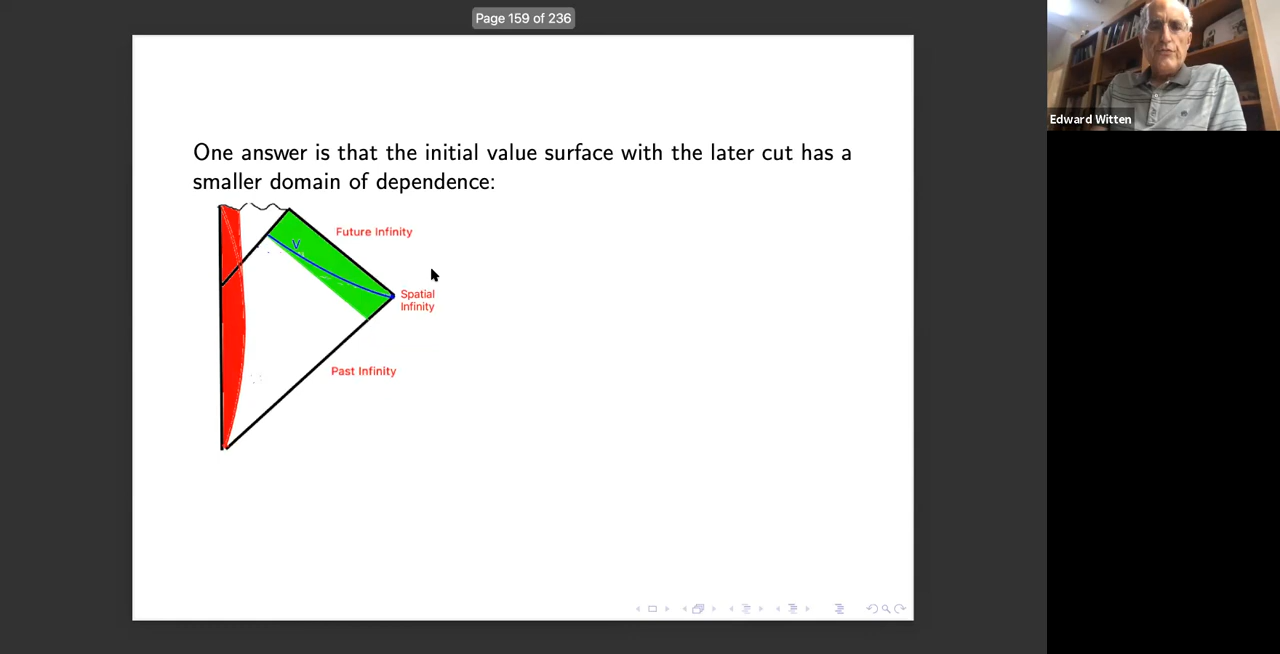 Page 159 of 236
Edward Witten
One answer is that the initial value surface with the later cut has a
smaller domain of dependence:
V
Future Infinity
Spatial
Infinity
Past Infinity